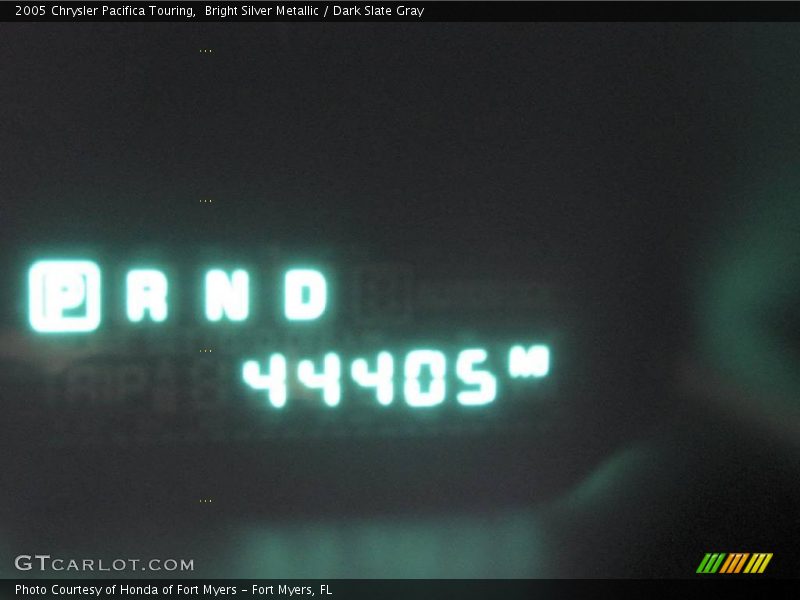 2005 Chrysler Pacifica Touring,  Bright Silver Metallic / Dark Slate Gray
P R N D
44405 M
GTCARLOT.COM
Photo Courtesy of Honda of Fort Myers - Fort Myers, FL